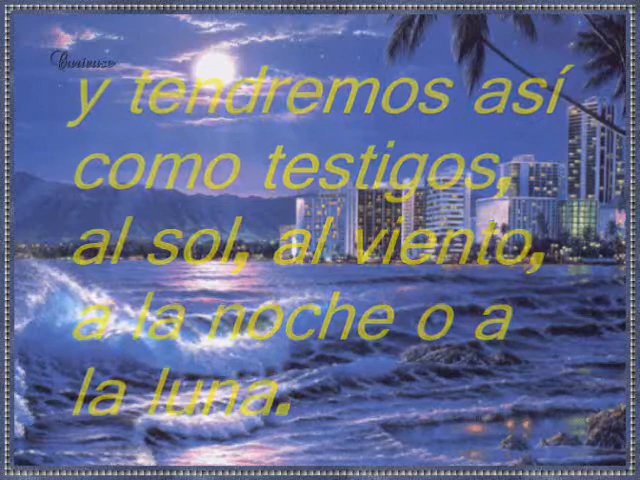 y tendremos así
como testigos,
al sol, al viento,
a la noche o a
la luna.